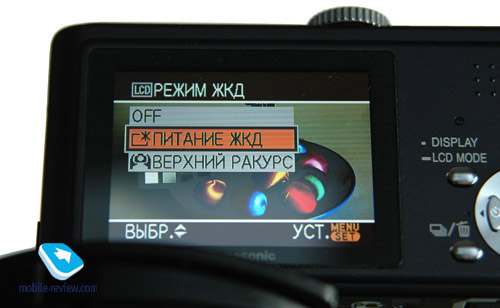 LCD РЕЖИМ ЖКД
OFF
ПИТАНИЕ ЖКД
ВЕРХНИЙ РАКУРС
ВЫБР. УСТ. MENU SET
DISPLAY
LCD MODE
mobile-review.com